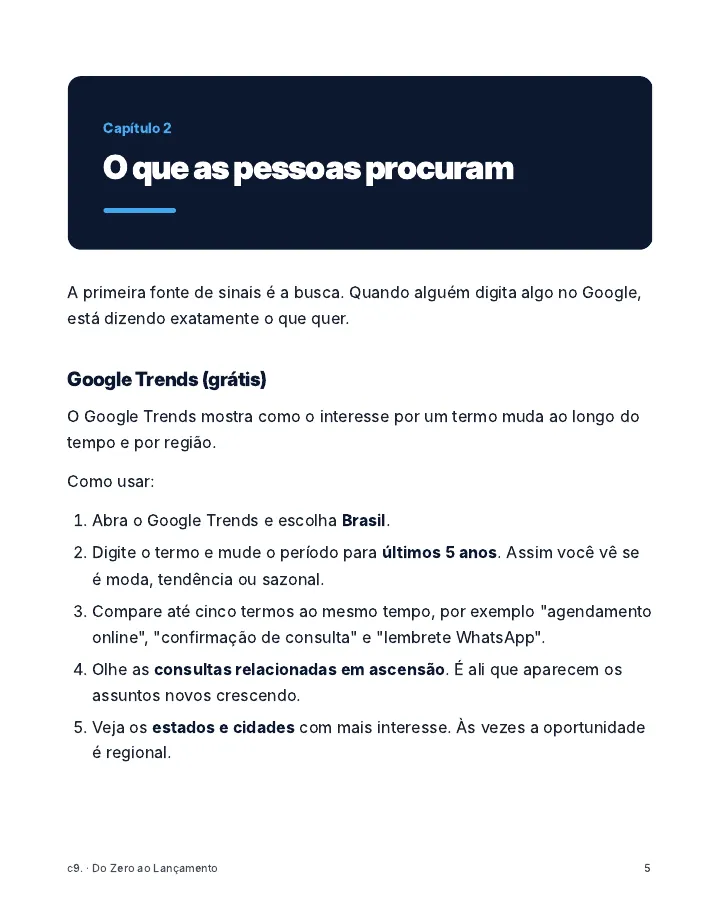 Capítulo 2
O que as pessoas procuram
A primeira fonte de sinais é a busca. Quando alguém digita algo no Google,
está dizendo exatamente o que quer.
Google Trends (grátis)
O Google Trends mostra como o interesse por um termo muda ao longo do
tempo e por região.
Como usar:
1. Abra o Google Trends e escolha Brasil.
2. Digite o termo e mude o período para últimos 5 anos. Assim você vê se
é moda, tendência ou sazonal.
3. Compare até cinco termos ao mesmo tempo, por exemplo "agendamento
online", "confirmação de consulta" e "lembrete WhatsApp".
4. Olhe as consultas relacionadas em ascensão. É ali que aparecem os
assuntos novos crescendo.
5. Veja os estados e cidades com mais interesse. Às vezes a oportunidade
é regional.
c9. · Do Zero ao Lançamento
5